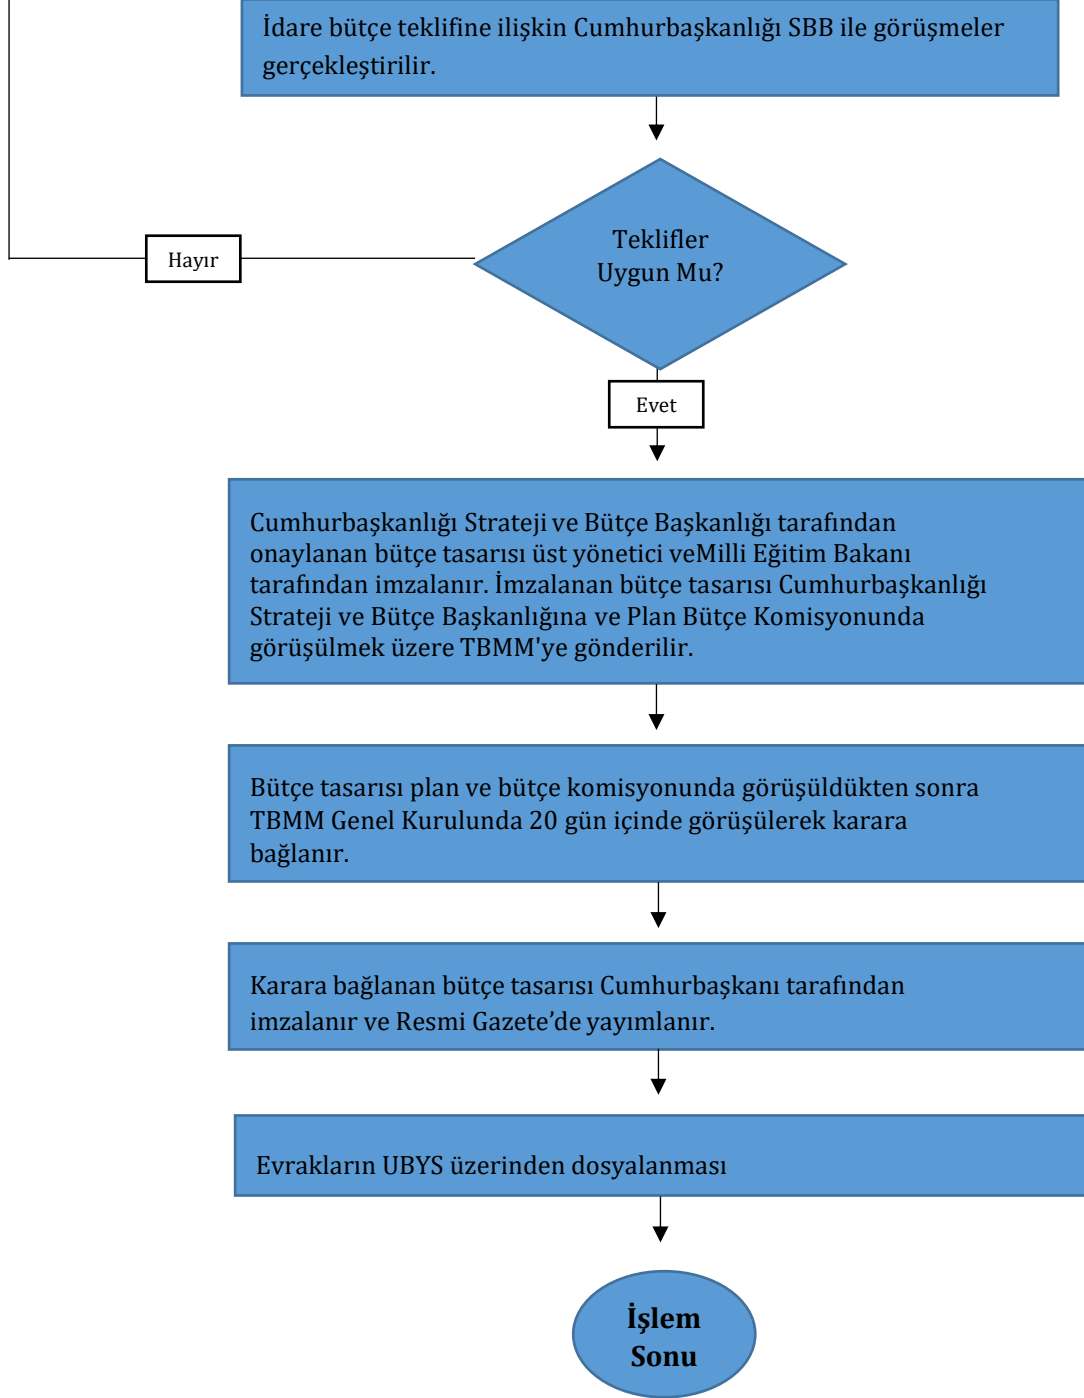 İdare bütçe teklifine ilişkin Cumhurbaşkanlığı SBB ile görüşmeler
gerçekleştirilir.
Teklifler
Uygun Mu?
Hayır
Evet
Cumhurbaşkanlığı Strateji ve Bütçe Başkanlığı tarafından
onaylanan bütçe tasarısı üst yönetici veMilli Eğitim Bakanı
tarafından imzalanır. İmzalanan bütçe tasarısı Cumhurbaşkanlığı
Strateji ve Bütçe Başkanlığına ve Plan Bütçe Komisyonunda
görüşülmek üzere TBMM'ye gönderilir.
Bütçe tasarısı plan ve bütçe komisyonunda görüşüldükten sonra
TBMM Genel Kurulunda 20 gün içinde görüşülerek karara
bağlanır.
Karara bağlanan bütçe tasarısı Cumhurbaşkanı tarafından
imzalanır ve Resmi Gazete’de yayımlanır.
Evrakların UBYS üzerinden dosyalanması
İşlem
Sonu